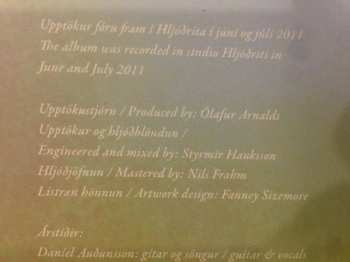 Upptökur fóru fram í Hljóðrita í júní og júlí 2011
The album was recorded in studio Hljóðriti in
June and July 2011
Upptökustjórn / Produced by: Ólafur Arnalds
Upptökur og hljóðblöndun /
Engineered and mixed by: Styrmir Hauksson
Hljóðjöfnun / Mastered by: Nils Frahm
Listræn hönnun / Artwork design: Fanney Sizemore
Árstíðir:
Daníel Auðunsson: gítar og söngur / guitar & vocals